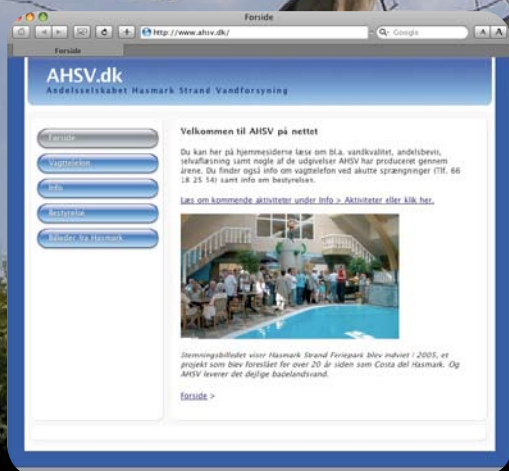 Forside
http://www.ahsv.dk/
Google
A A
Forside
AHSV.dk
Andelsselskabet Hasmark Strand Vandforsyning
Forside
Vagttelefon
Info
Bestyrelse
Billeder fra Hasmark
Velkommen til AHSV på nettet
Du kan her på hjemmesiderne læse om bl.a. vandkvalitet, andelsbevis,
selvaflæsning samt nogle af de udgivelser AHSV har produceret gennem
årene. Du finder også info om vagttelefon ved akutte sprængninger (Tlf. 66
18 25 54) samt info om bestyrelsen.
Læs om kommende aktiviteter under Info > Aktiviteter eller klik her.
Stemningsbilledet viser Hasmark Strand Feriepark blev indviet i 2005, et
projekt som blev foreslået for over 20 år siden som Costa del Hasmark. Og
AHSV leverer det dejlige badelandsvand.
Forside >